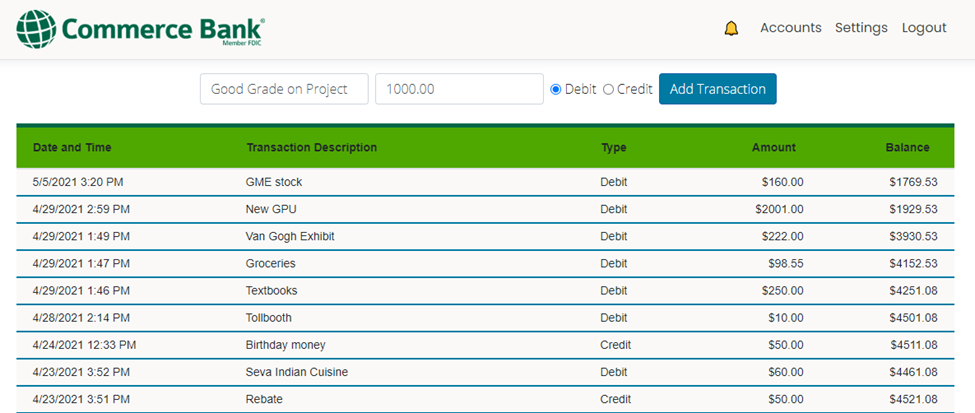 Commerce Bank®
Member FDIC
Accounts Settings Logout
Good Grade on Project 1000.00 Debit Credit Add Transaction
Date and Time Transaction Description Type Amount Balance
5/5/2021 3:20 PM GME stock Debit $160.00 $1769.53
4/29/2021 2:59 PM New GPU Debit $2001.00 $1929.53
4/29/2021 1:49 PM Van Gogh Exhibit Debit $222.00 $3930.53
4/29/2021 1:47 PM Groceries Debit $98.55 $4152.53
4/29/2021 1:46 PM Textbooks Debit $250.00 $4251.08
4/28/2021 2:14 PM Tollbooth Debit $10.00 $4501.08
4/24/2021 12:33 PM Birthday money Credit $50.00 $4511.08
4/23/2021 3:52 PM Seva Indian Cuisine Debit $60.00 $4461.08
4/23/2021 3:51 PM Rebate Credit $50.00 $4521.08